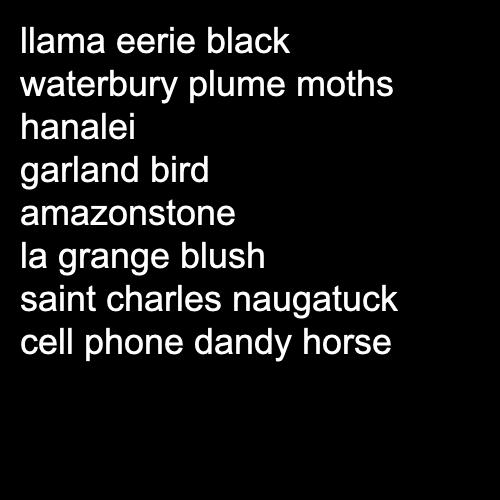 llama eerie black
waterbury plume moths
hanalei
garland bird
amazonstone
la grange blush
saint charles naugatuck
cell phone dandy horse